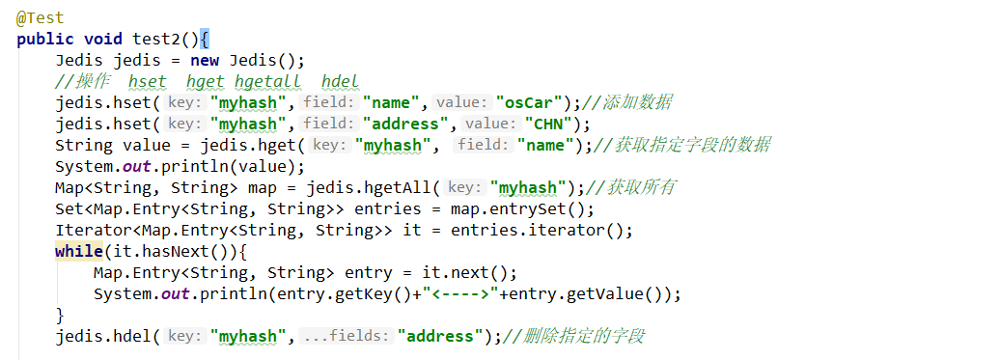 @Test
public void test2(){
Jedis jedis = new Jedis();
//操作  hset  hget hgetall  hdel
jedis.hset( key: "myhash", field: "name", value: "osCar");//添加数据
jedis.hset( key: "myhash", field: "address", value: "CHN");
String value = jedis.hget( key: "myhash",  field: "name");//获取指定字段的数据
System.out.println(value);
Map<String, String> map = jedis.hgetAll( key: "myhash");//获取所有
Set<Map.Entry<String, String>> entries = map.entrySet();
Iterator<Map.Entry<String, String>> it = entries.iterator();
while(it.hasNext()){
Map.Entry<String, String> entry = it.next();
System.out.println(entry.getKey()+"<---->"+entry.getValue());
}
jedis.hdel( key: "myhash", ...fields: "address");//删除指定的字段